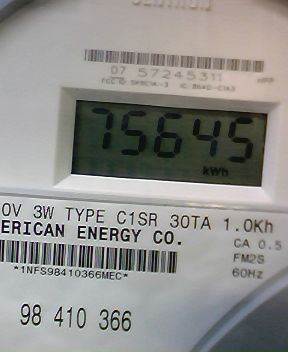 CENTRON
07 57245311
75645
kWh
0V 3W TYPE C1SR 30TA 1.0Kh
ERICAN ENERGY CO.
CA 0.5
FM2S
60Hz
*1NFS98410366MEC*
98 410 366